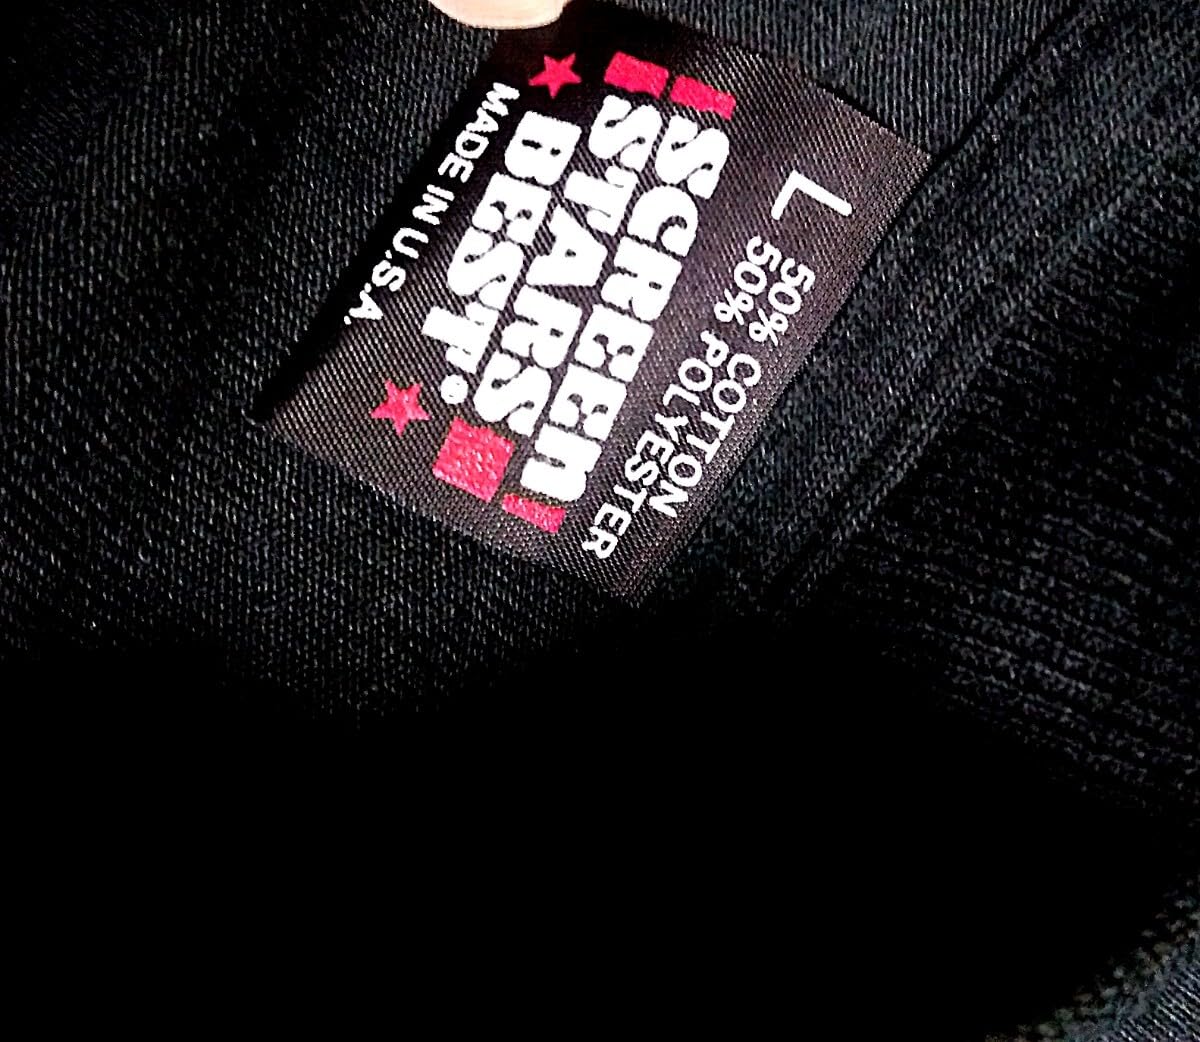 L
50% COTTON
50% POLYESTER
SCREEN
STARS
BEST®
MADE IN U.S.A.